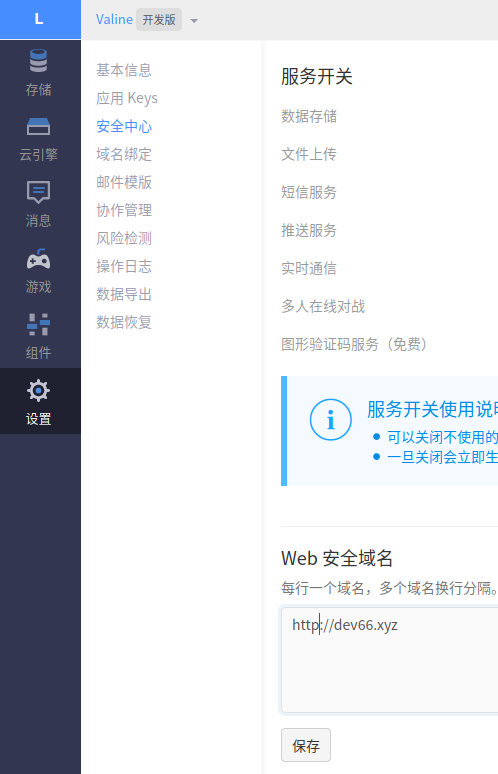 L
Valine 开发版
存储
云引擎
消息
游戏
组件
设置
基本信息
应用 Keys
安全中心
域名绑定
邮件模版
协作管理
风险检测
操作日志
数据导出
数据恢复
服务开关
数据存储
文件上传
短信服务
推送服务
实时通信
多人在线对战
图形验证码服务（免费）
服务开关使用说明
可以关闭不使用的
一旦关闭会立即生
Web 安全域名
每行一个域名，多个域名换行分隔。
http://dev66.xyz
保存